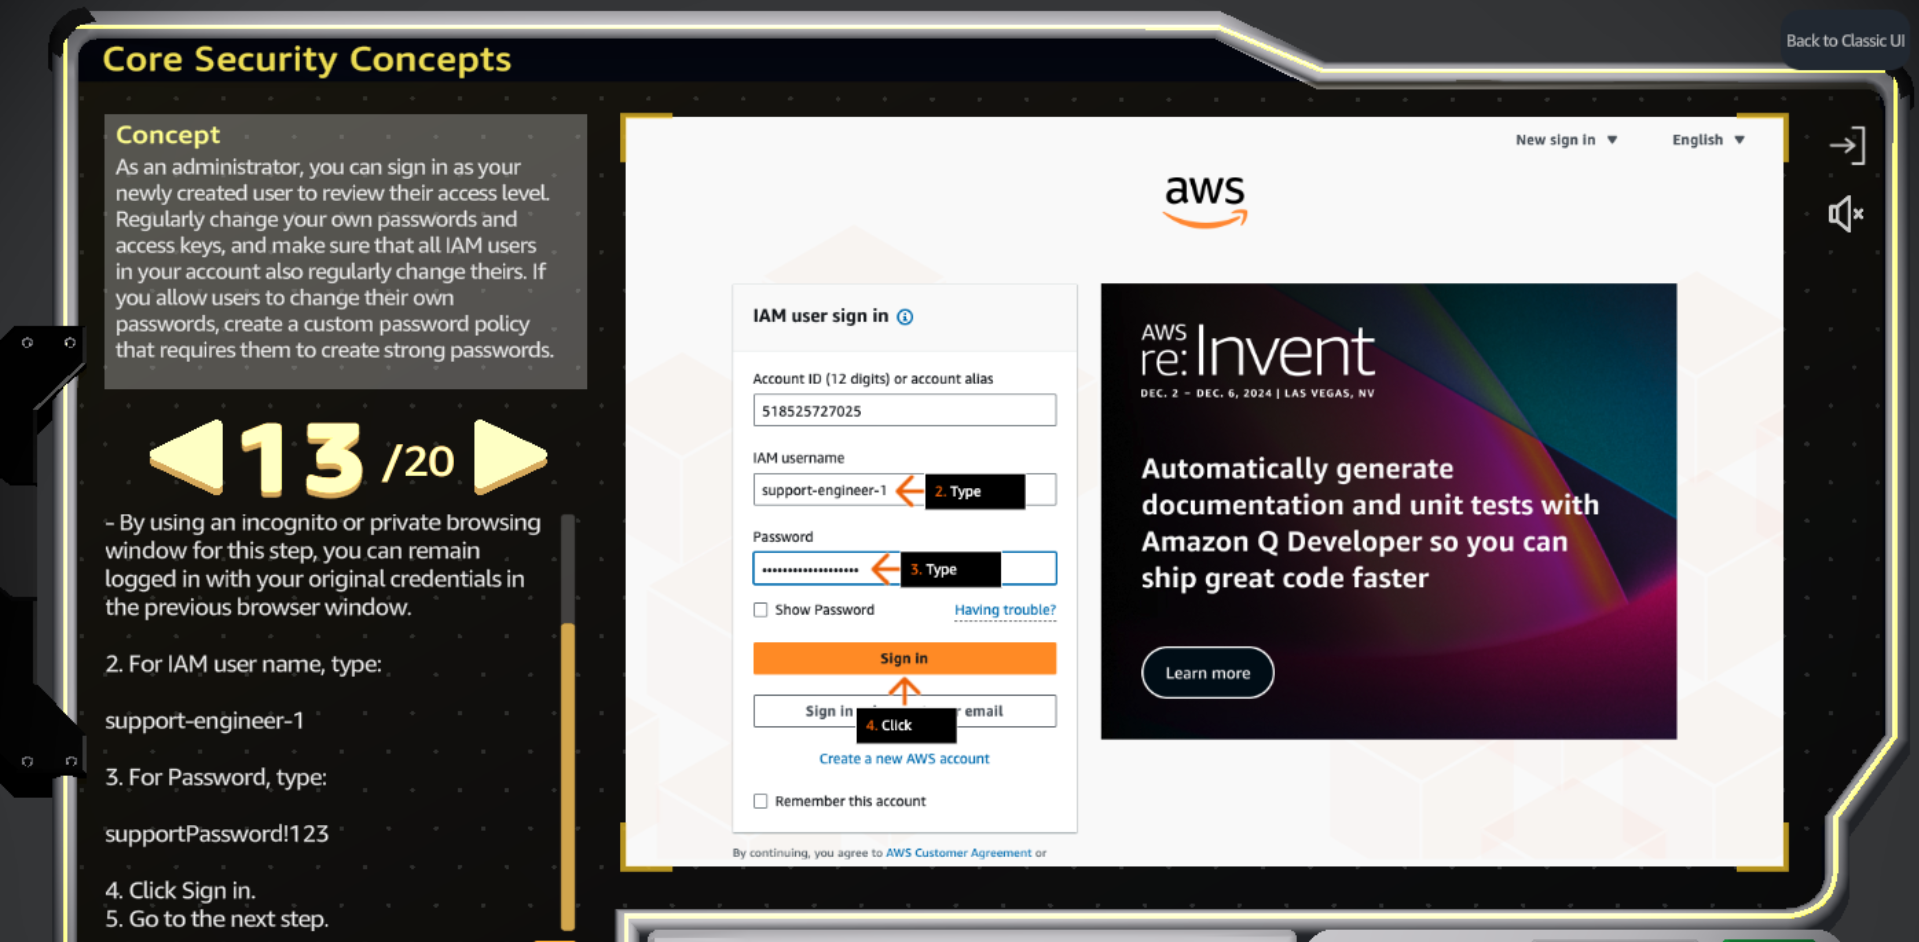 Back to Classic UI
Core Security Concepts
Concept
As an administrator, you can sign in as your
newly created user to review their access level.
Regularly change your own passwords and
access keys, and make sure that all IAM users
in your account also regularly change theirs. If
you allow users to change their own
passwords, create a custom password policy
that requires them to create strong passwords.
13 /20
- By using an incognito or private browsing
window for this step, you can remain
logged in with your original credentials in
the previous browser window.
2. For IAM user name, type:
support-engineer-1
3. For Password, type:
supportPassword!123
4. Click Sign in.
5. Go to the next step.
New sign in
English
aws
IAM user sign in
Account ID (12 digits) or account alias
518525727025
IAM username
support-engineer-1
2. Type
Password
3. Type
Show Password
Having trouble?
Sign in
Sign in email
4. Click
Create a new AWS account
Remember this account
By continuing, you agree to AWS Customer Agreement or
AWS
re:Invent
DEC. 2 – DEC. 6, 2024 | LAS VEGAS, NV
Automatically generate
documentation and unit tests with
Amazon Q Developer so you can
ship great code faster
Learn more